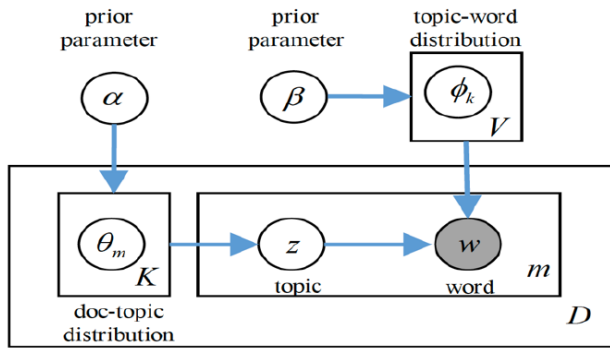 prior
parameter
prior
parameter
topic-word
distribution
α
β
ϕₖ
V
θₘ
K
z
topic
w
word
m
doc-topic
distribution
D